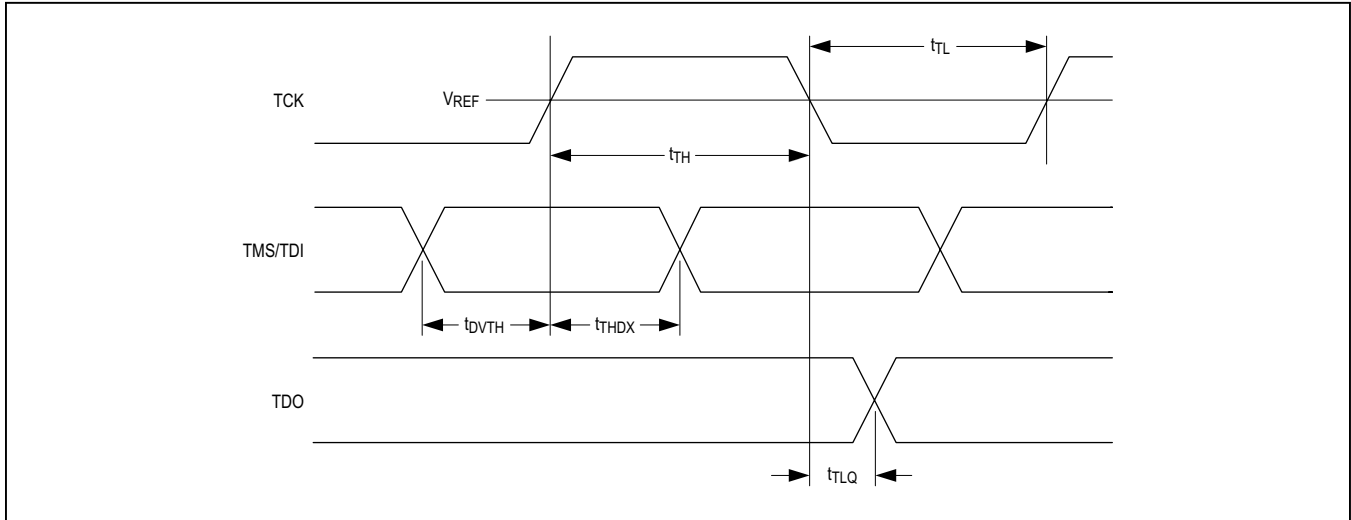 tTL
TCK
VREF
tTH
TMS/TDI
tDVTH
tTHDX
TDO
tTLQ